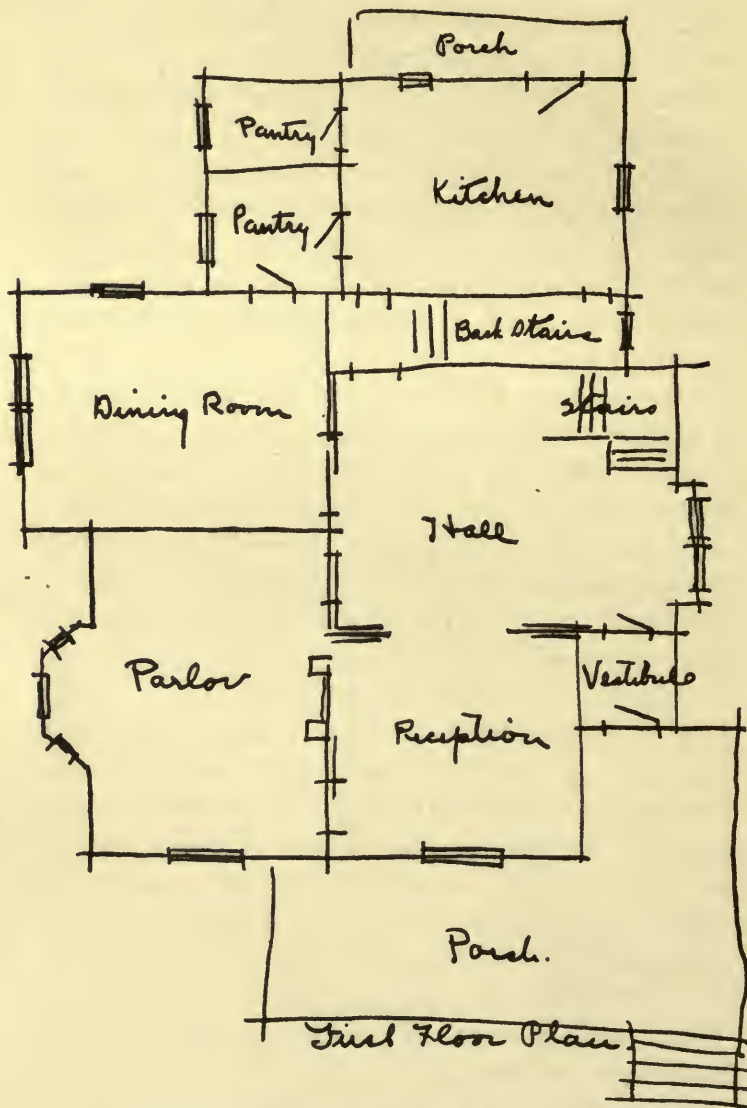 Porch
Pantry
Kitchen
Pantry
Back Stairs
Stairs
Dining Room
Hall
Parlor
Vestibule
Reception
Porch.
First Floor Plan.